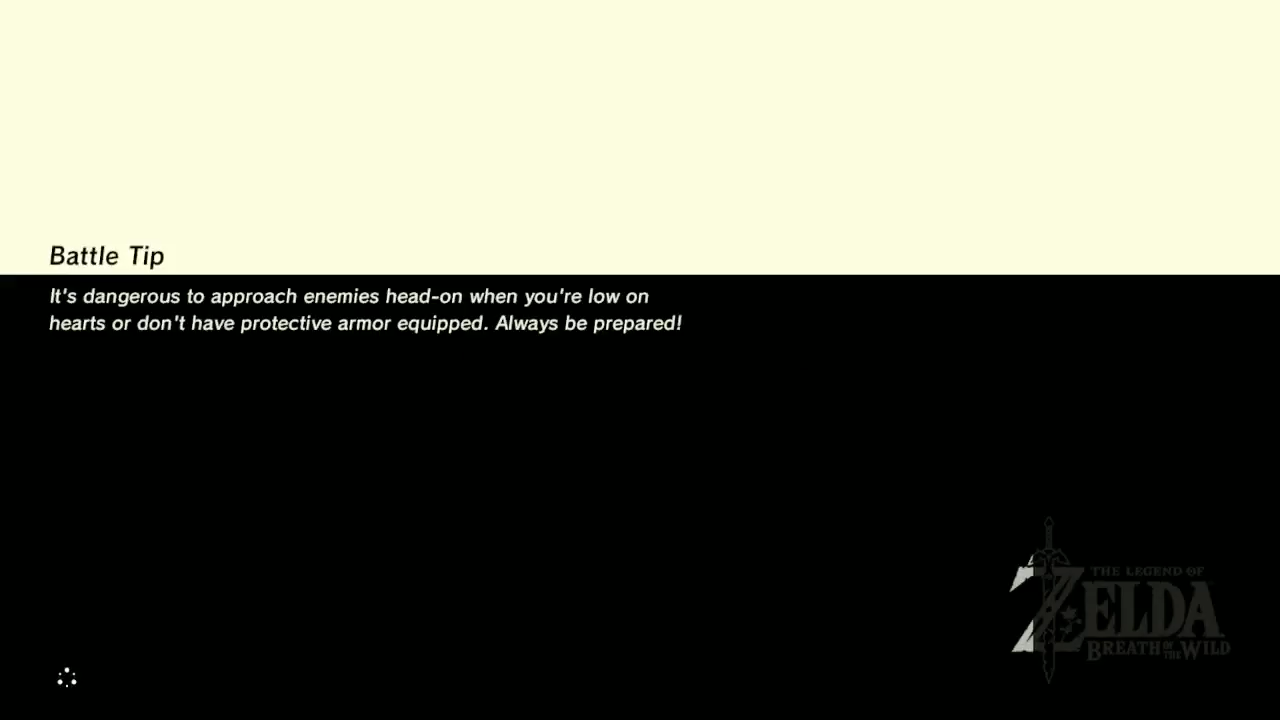 Battle Tip
It's dangerous to approach enemies head-on when you're low on
hearts or don't have protective armor equipped. Always be prepared!
THE LEGEND OF
ZELDA
BREATH OF THE WILD